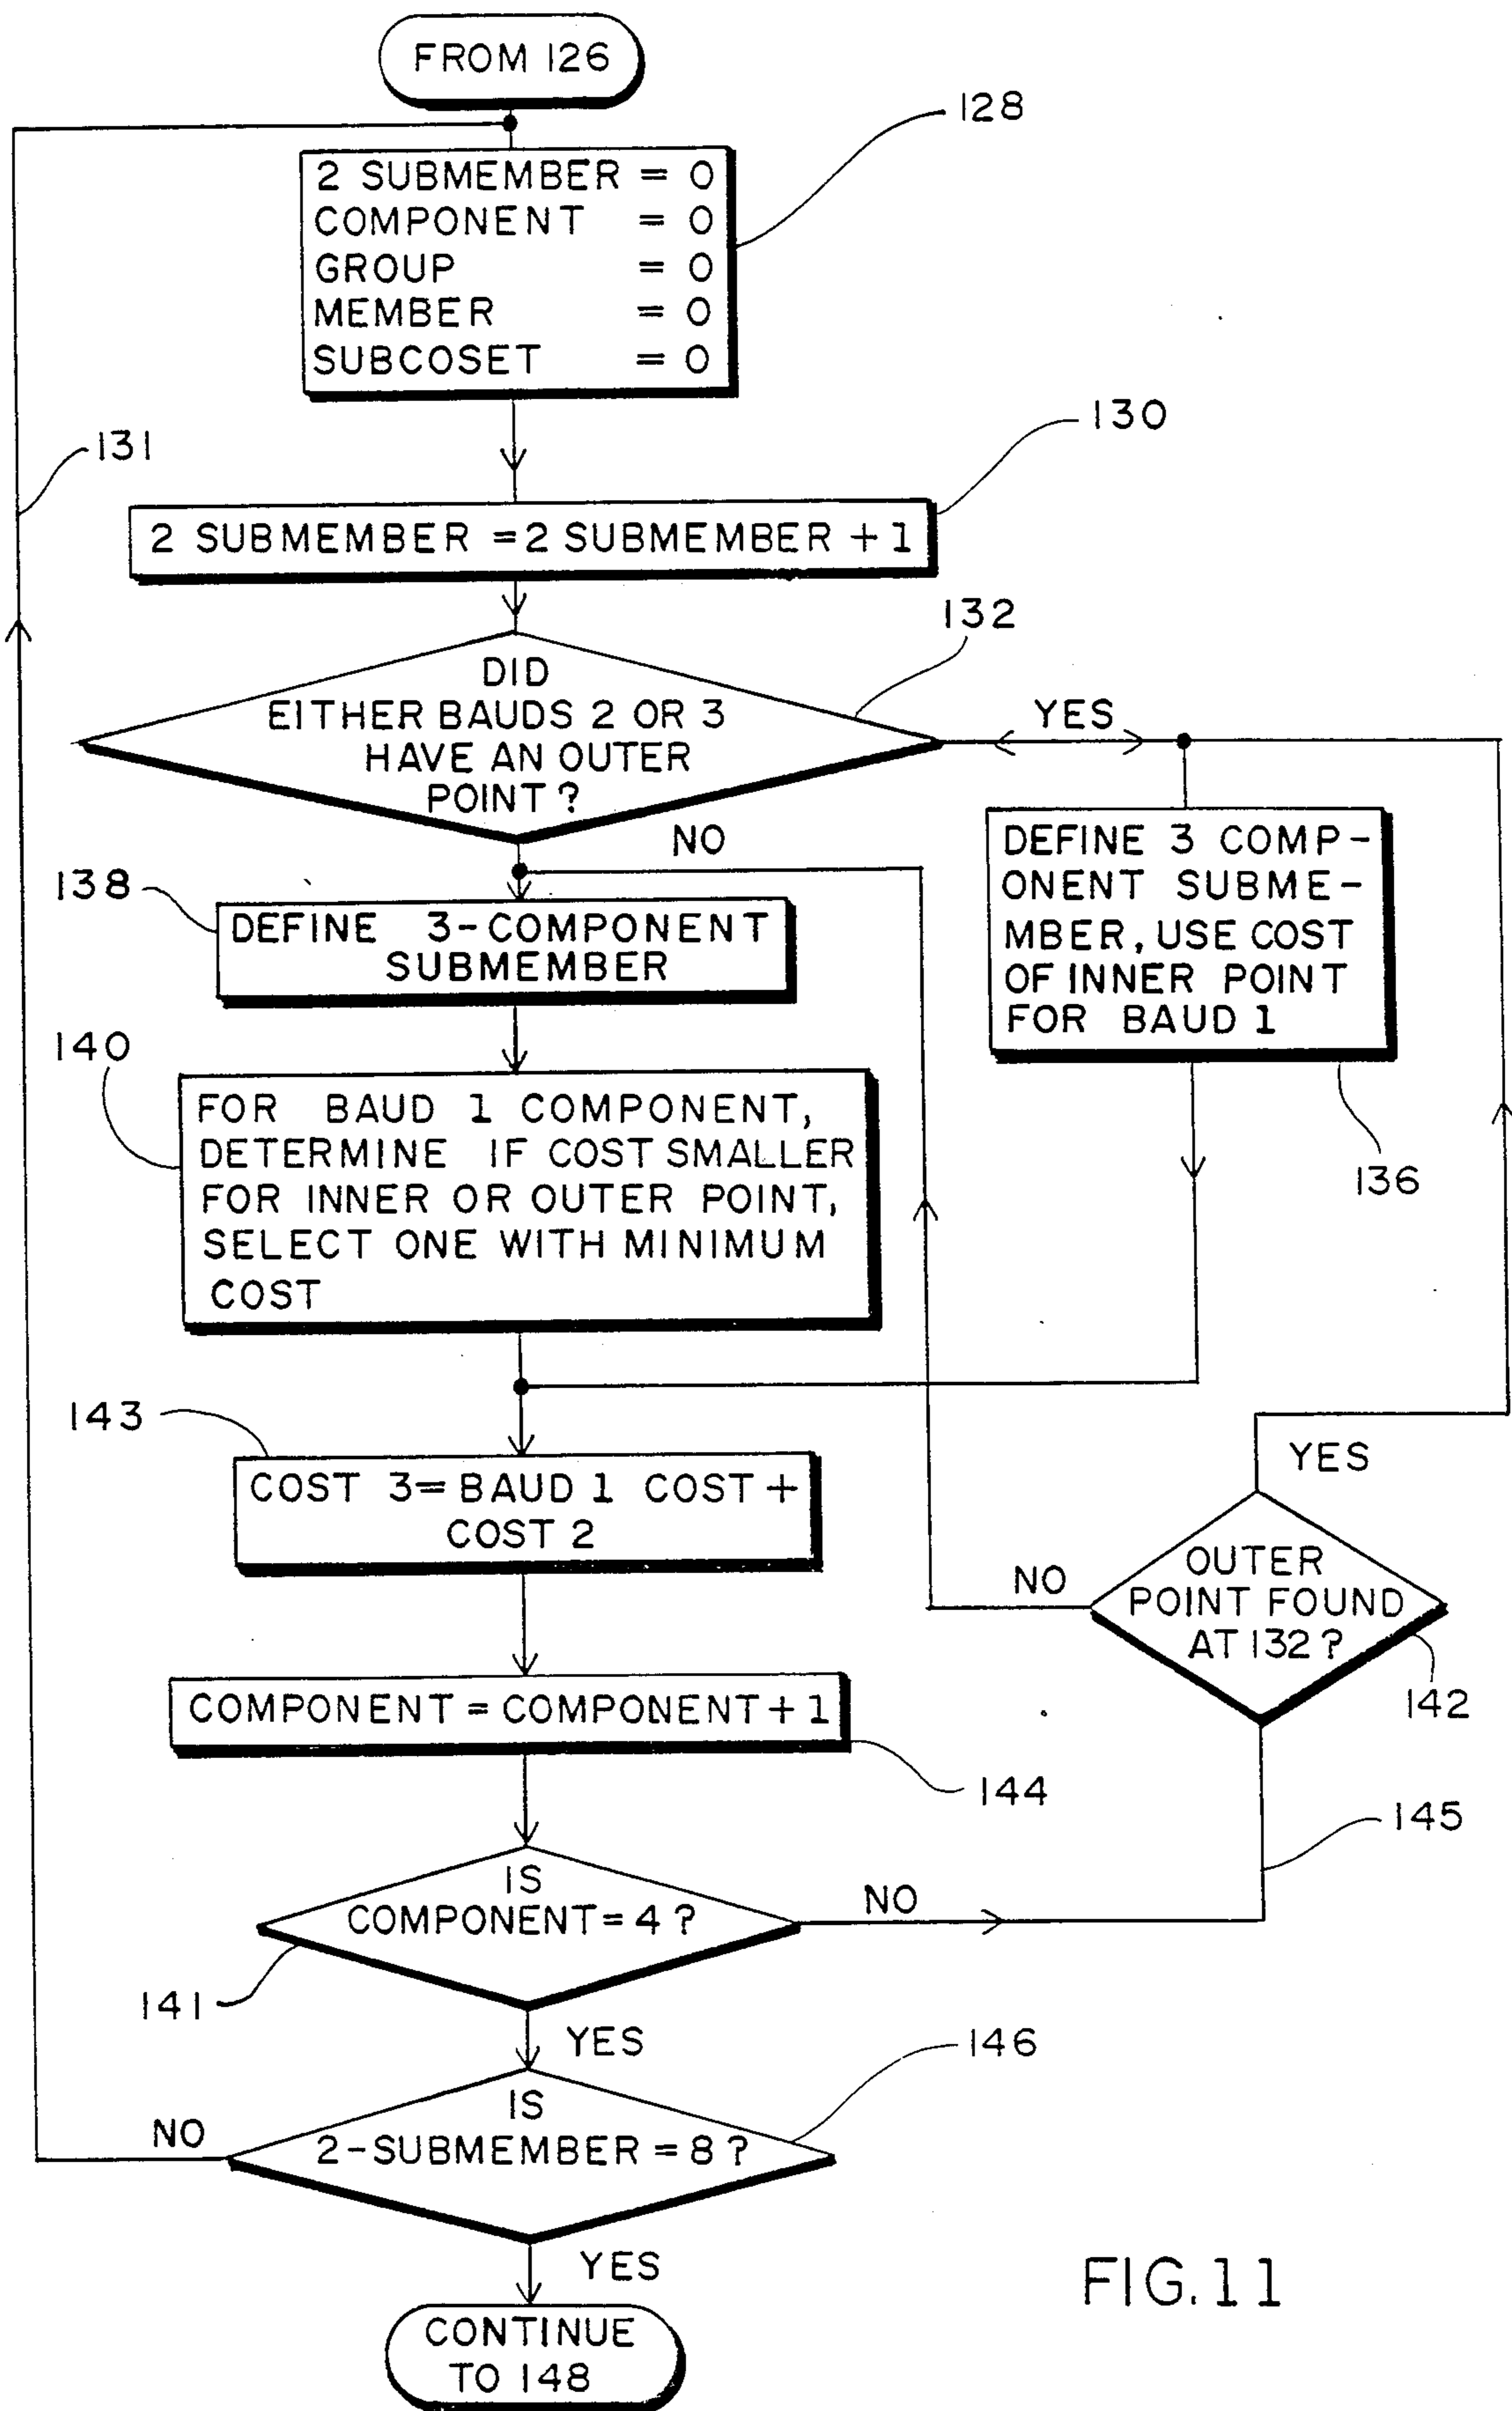 FROM 126
128
2 SUBMEMBER = 0
COMPONENT = 0
GROUP = 0
MEMBER = 0
SUBCOSET = 0
131
130
2 SUBMEMBER = 2 SUBMEMBER + 1
132
DID
EITHER BAUDS 2 OR 3
HAVE AN OUTER
POINT?
YES
NO
136
DEFINE 3 COMP-
ONENT SUBME-
MBER, USE COST
OF INNER POINT
FOR BAUD 1
138
DEFINE 3-COMPONENT
SUBMEMBER
140
FOR BAUD 1 COMPONENT,
DETERMINE IF COST SMALLER
FOR INNER OR OUTER POINT,
SELECT ONE WITH MINIMUM
COST
143
COST 3= BAUD 1 COST +
COST 2
YES
NO
OUTER
POINT FOUND
AT 132?
142
COMPONENT = COMPONENT + 1
144
145
IS
COMPONENT = 4?
NO
141
YES
146
IS
2-SUBMEMBER = 8?
NO
YES
CONTINUE
TO 148
FIG. 11